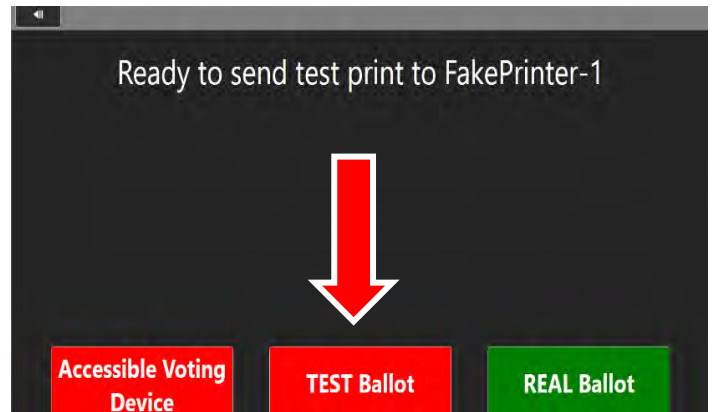 Ready to send test print to FakePrinter-1
Accessible Voting
Device
TEST Ballot
REAL Ballot